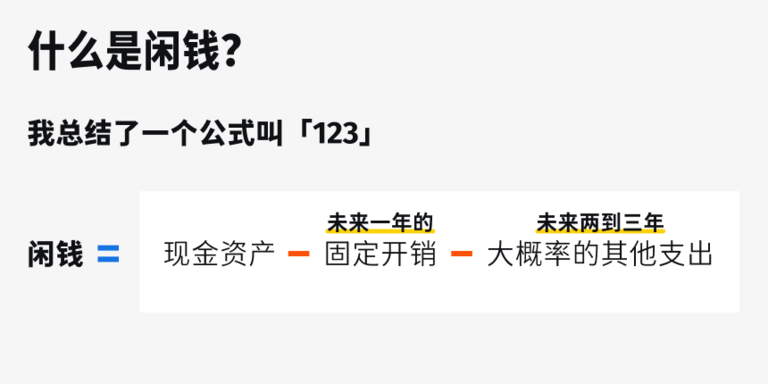 什么是闲钱？
我总结了一个公式叫「123」
未来一年的 未来两到三年
闲钱 = 现金资产 - 固定开销 - 大概率的其他支出